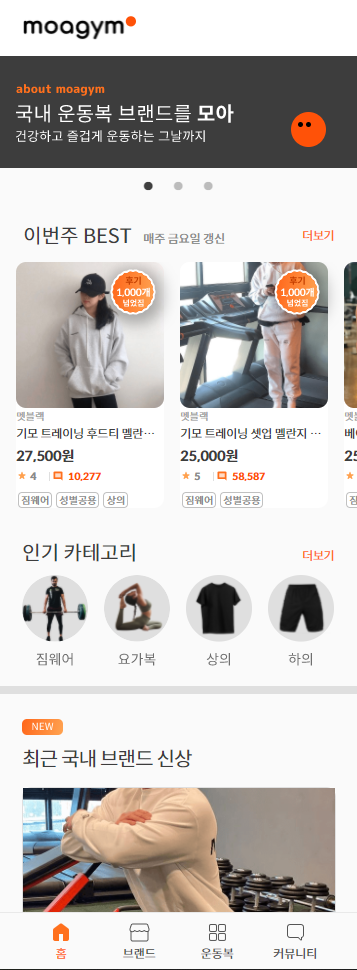 moagym
about moagym
국내 운동복 브랜드를 모아
건강하고 즐겁게 운동하는 그날까지
이번주 BEST 매주 금요일 갱신 더보기
후기
1,000개
넘었짐
후기
1,000개
넘었짐
멧블랙
기모 트레이닝 후드티 멜란…
27,500원
4 10,277
짐웨어 성별공용 상의
멧블랙
기모 트레이닝 셋업 멜란지 …
25,000원
5 58,587
짐웨어 성별공용
인기 카테고리 더보기
짐웨어 요가복 상의 하의
NEW
최근 국내 브랜드 신상
홈 브랜드 운동복 커뮤니티